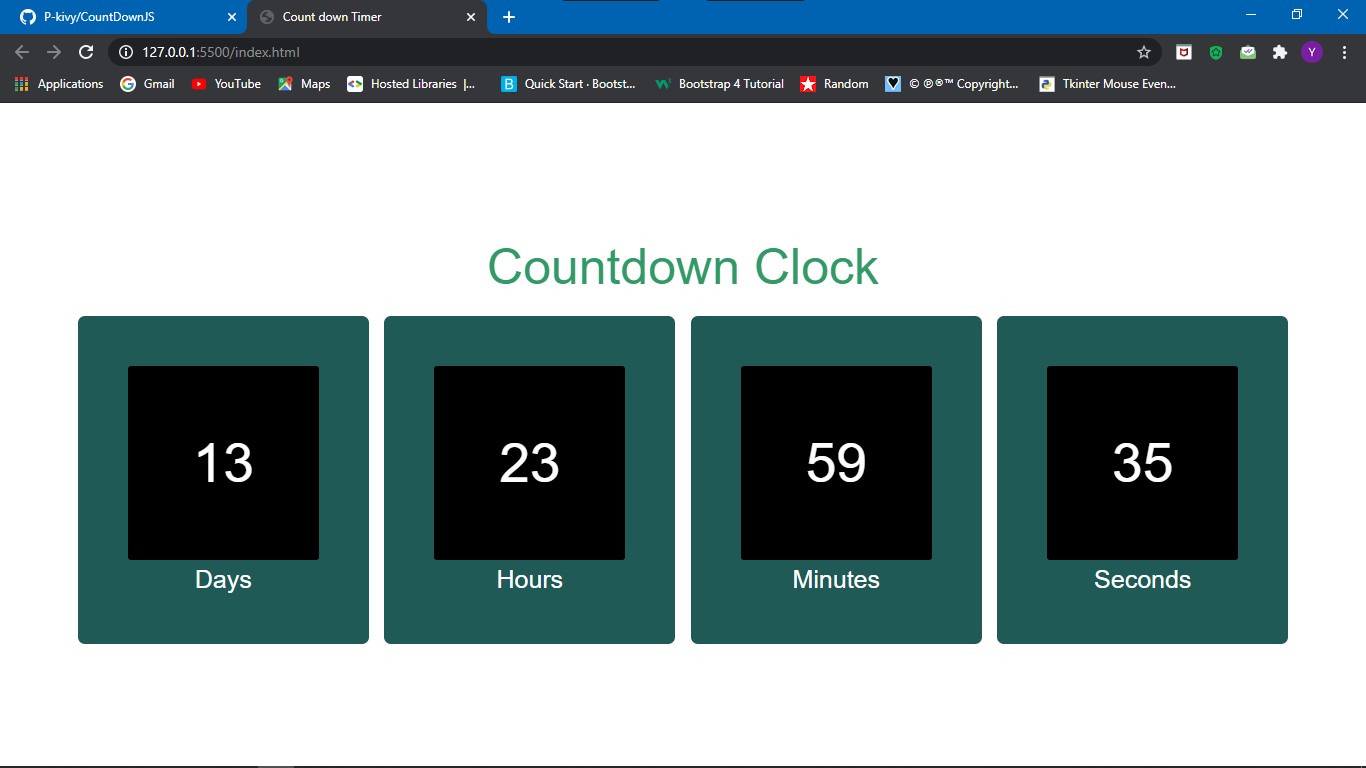 P-kivy/CountDownJS
Count down Timer
127.0.0.1:5500/index.html
Y
Applications Gmail YouTube Maps Hosted Libraries |... Quick Start · Bootst... Bootstrap 4 Tutorial Random © ℗®™ Copyright... Tkinter Mouse Even...
Countdown Clock
13 23 59 35
Days Hours Minutes Seconds